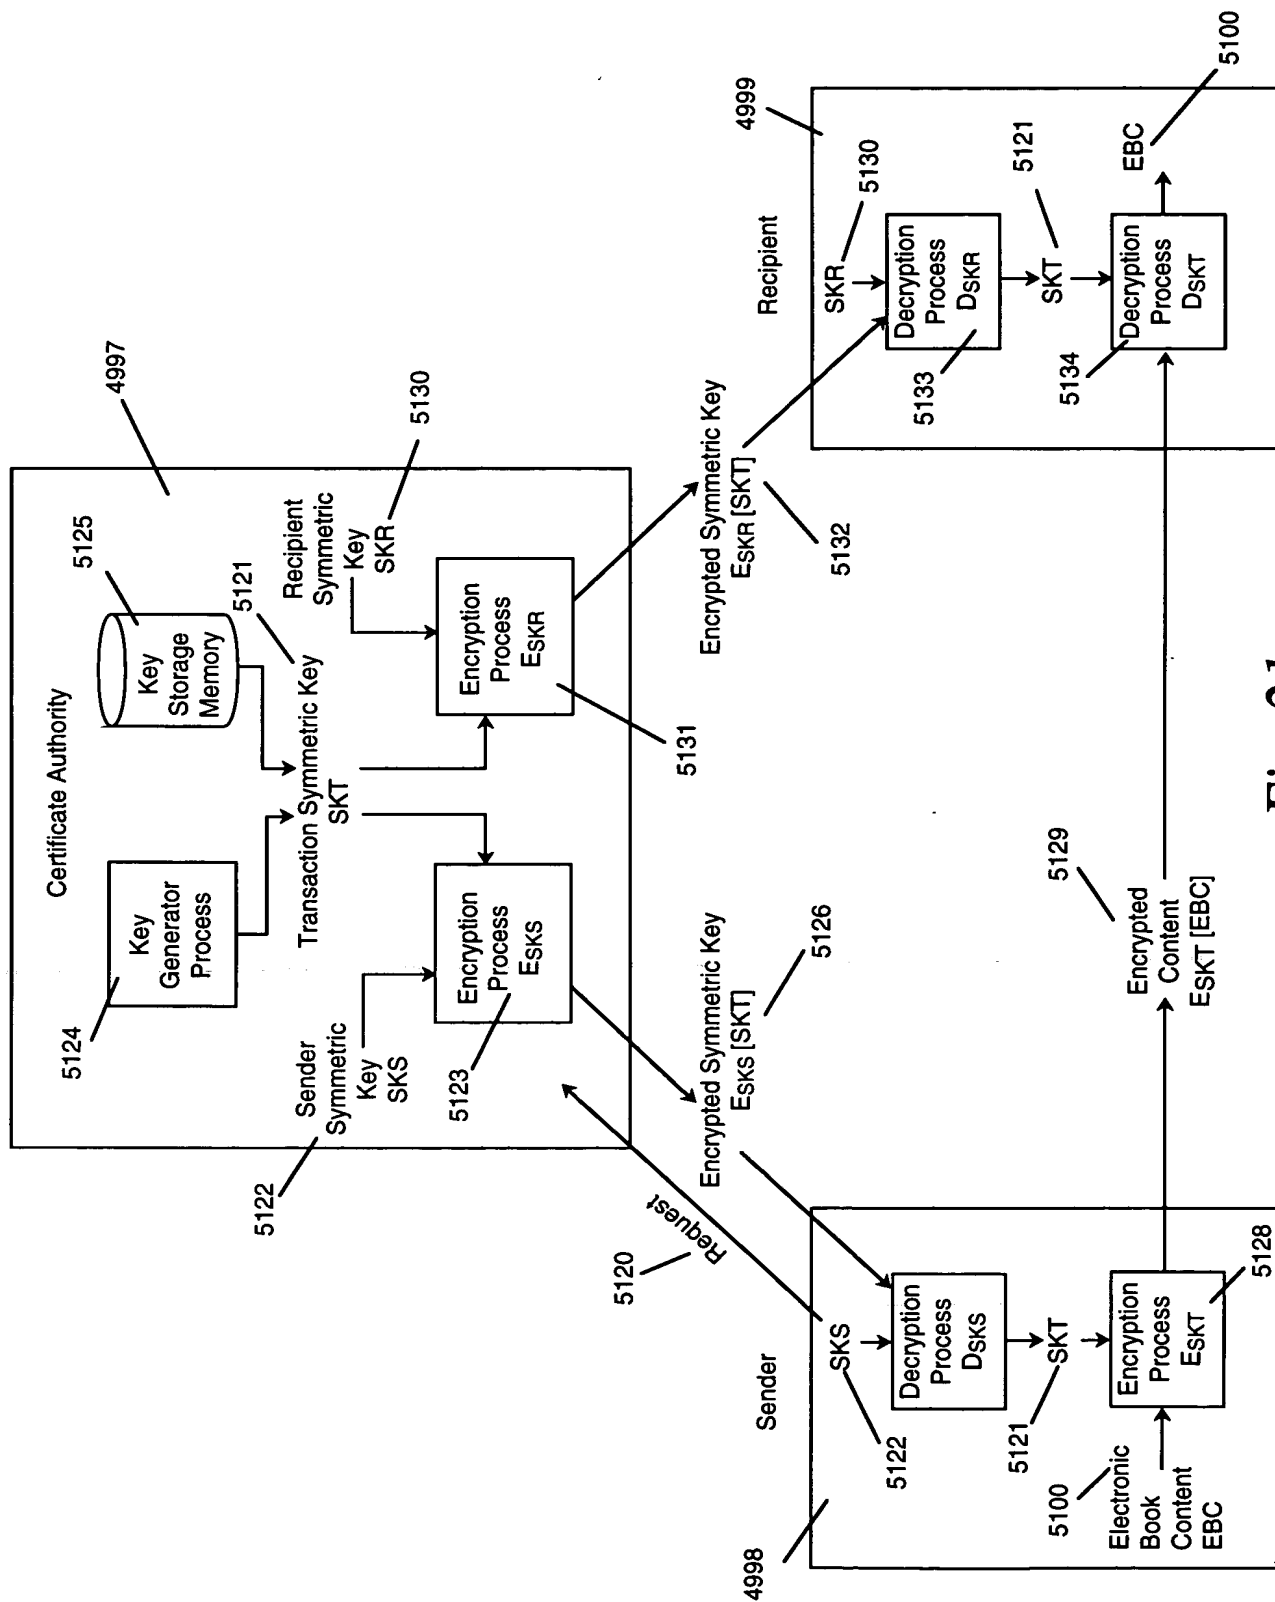 Certificate Authority
4997
Key
Generator
Process
5124
Key
Storage
Memory
5125
5121
Transaction Symmetric Key
SKT
Sender
Symmetric
Key
SKS
5122
Encryption
Process
ESKS
5123
Recipient
Symmetric
Key
SKR
5130
Encryption
Process
ESKR
5131
Request
5120
Encrypted Symmetric Key
ESKS [SKT]
5126
Encrypted Symmetric Key
ESKR [SKT]
5132
Sender
4998
SKS
5122
Decryption
Process
DSKS
SKT
5121
5100
Electronic
Book
Content
EBC
Encryption
Process
ESKT
5128
5129
Encrypted
Content
ESKT [EBC]
Recipient
4999
SKR
5130
Decryption
Process
DSKR
5133
SKT
5121
Decryption
Process
DSKT
5134
EBC
5100